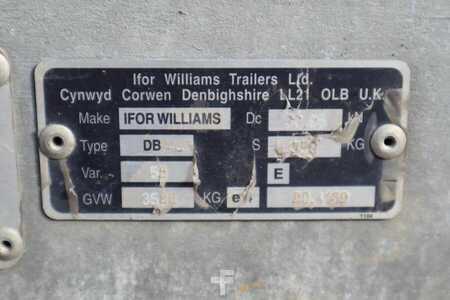 Ifor Williams Trailers Ltd.
Cynwyd Corwen Denbighshire LL21 OLB U.K.
Make IFOR WILLIAMS Dc KN
Type DB S KG
Var. E
GVW KG